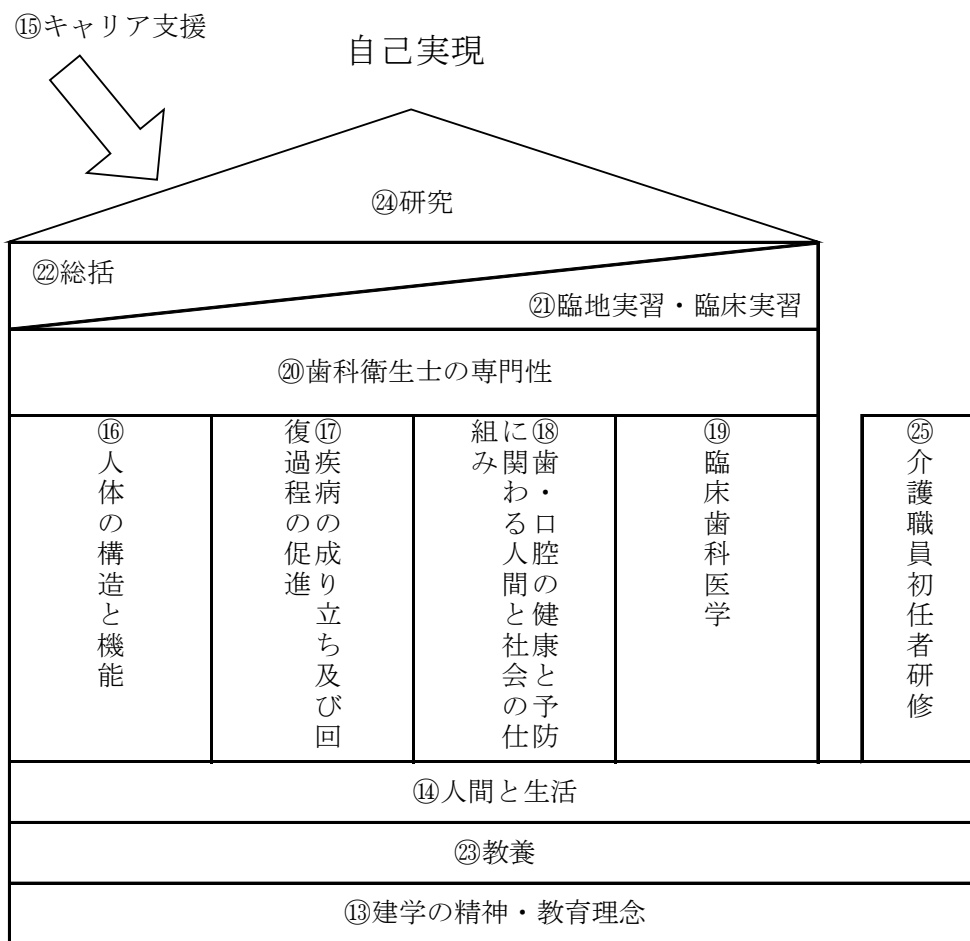 ⑮キャリア支援
自己実現
㉔研究
㉒総括
㉑臨地実習・臨床実習
⑳歯科衛生士の専門性
⑯人体の構造と機能
⑰疾病の成り立ち及び回
復過程の促進
⑱歯・口腔の健康と予防
に関わる人間と社会の仕
組み
⑲臨床歯科医学
㉕介護職員初任者研修
⑭人間と生活
㉓教養
⑬建学の精神・教育理念